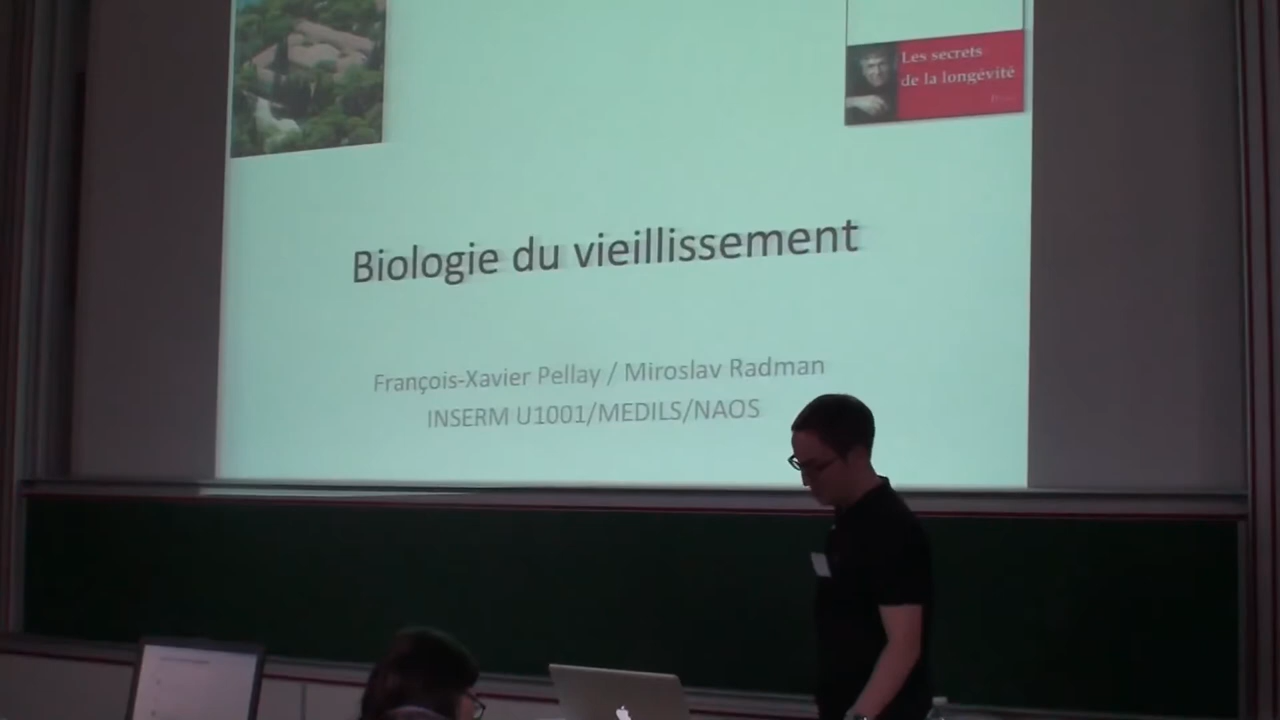 Les secrets
de la longévité
Biologie du vieillissement
François-Xavier Pellay / Miroslav Radman
INSERM U1001/MEDILS/NAOS